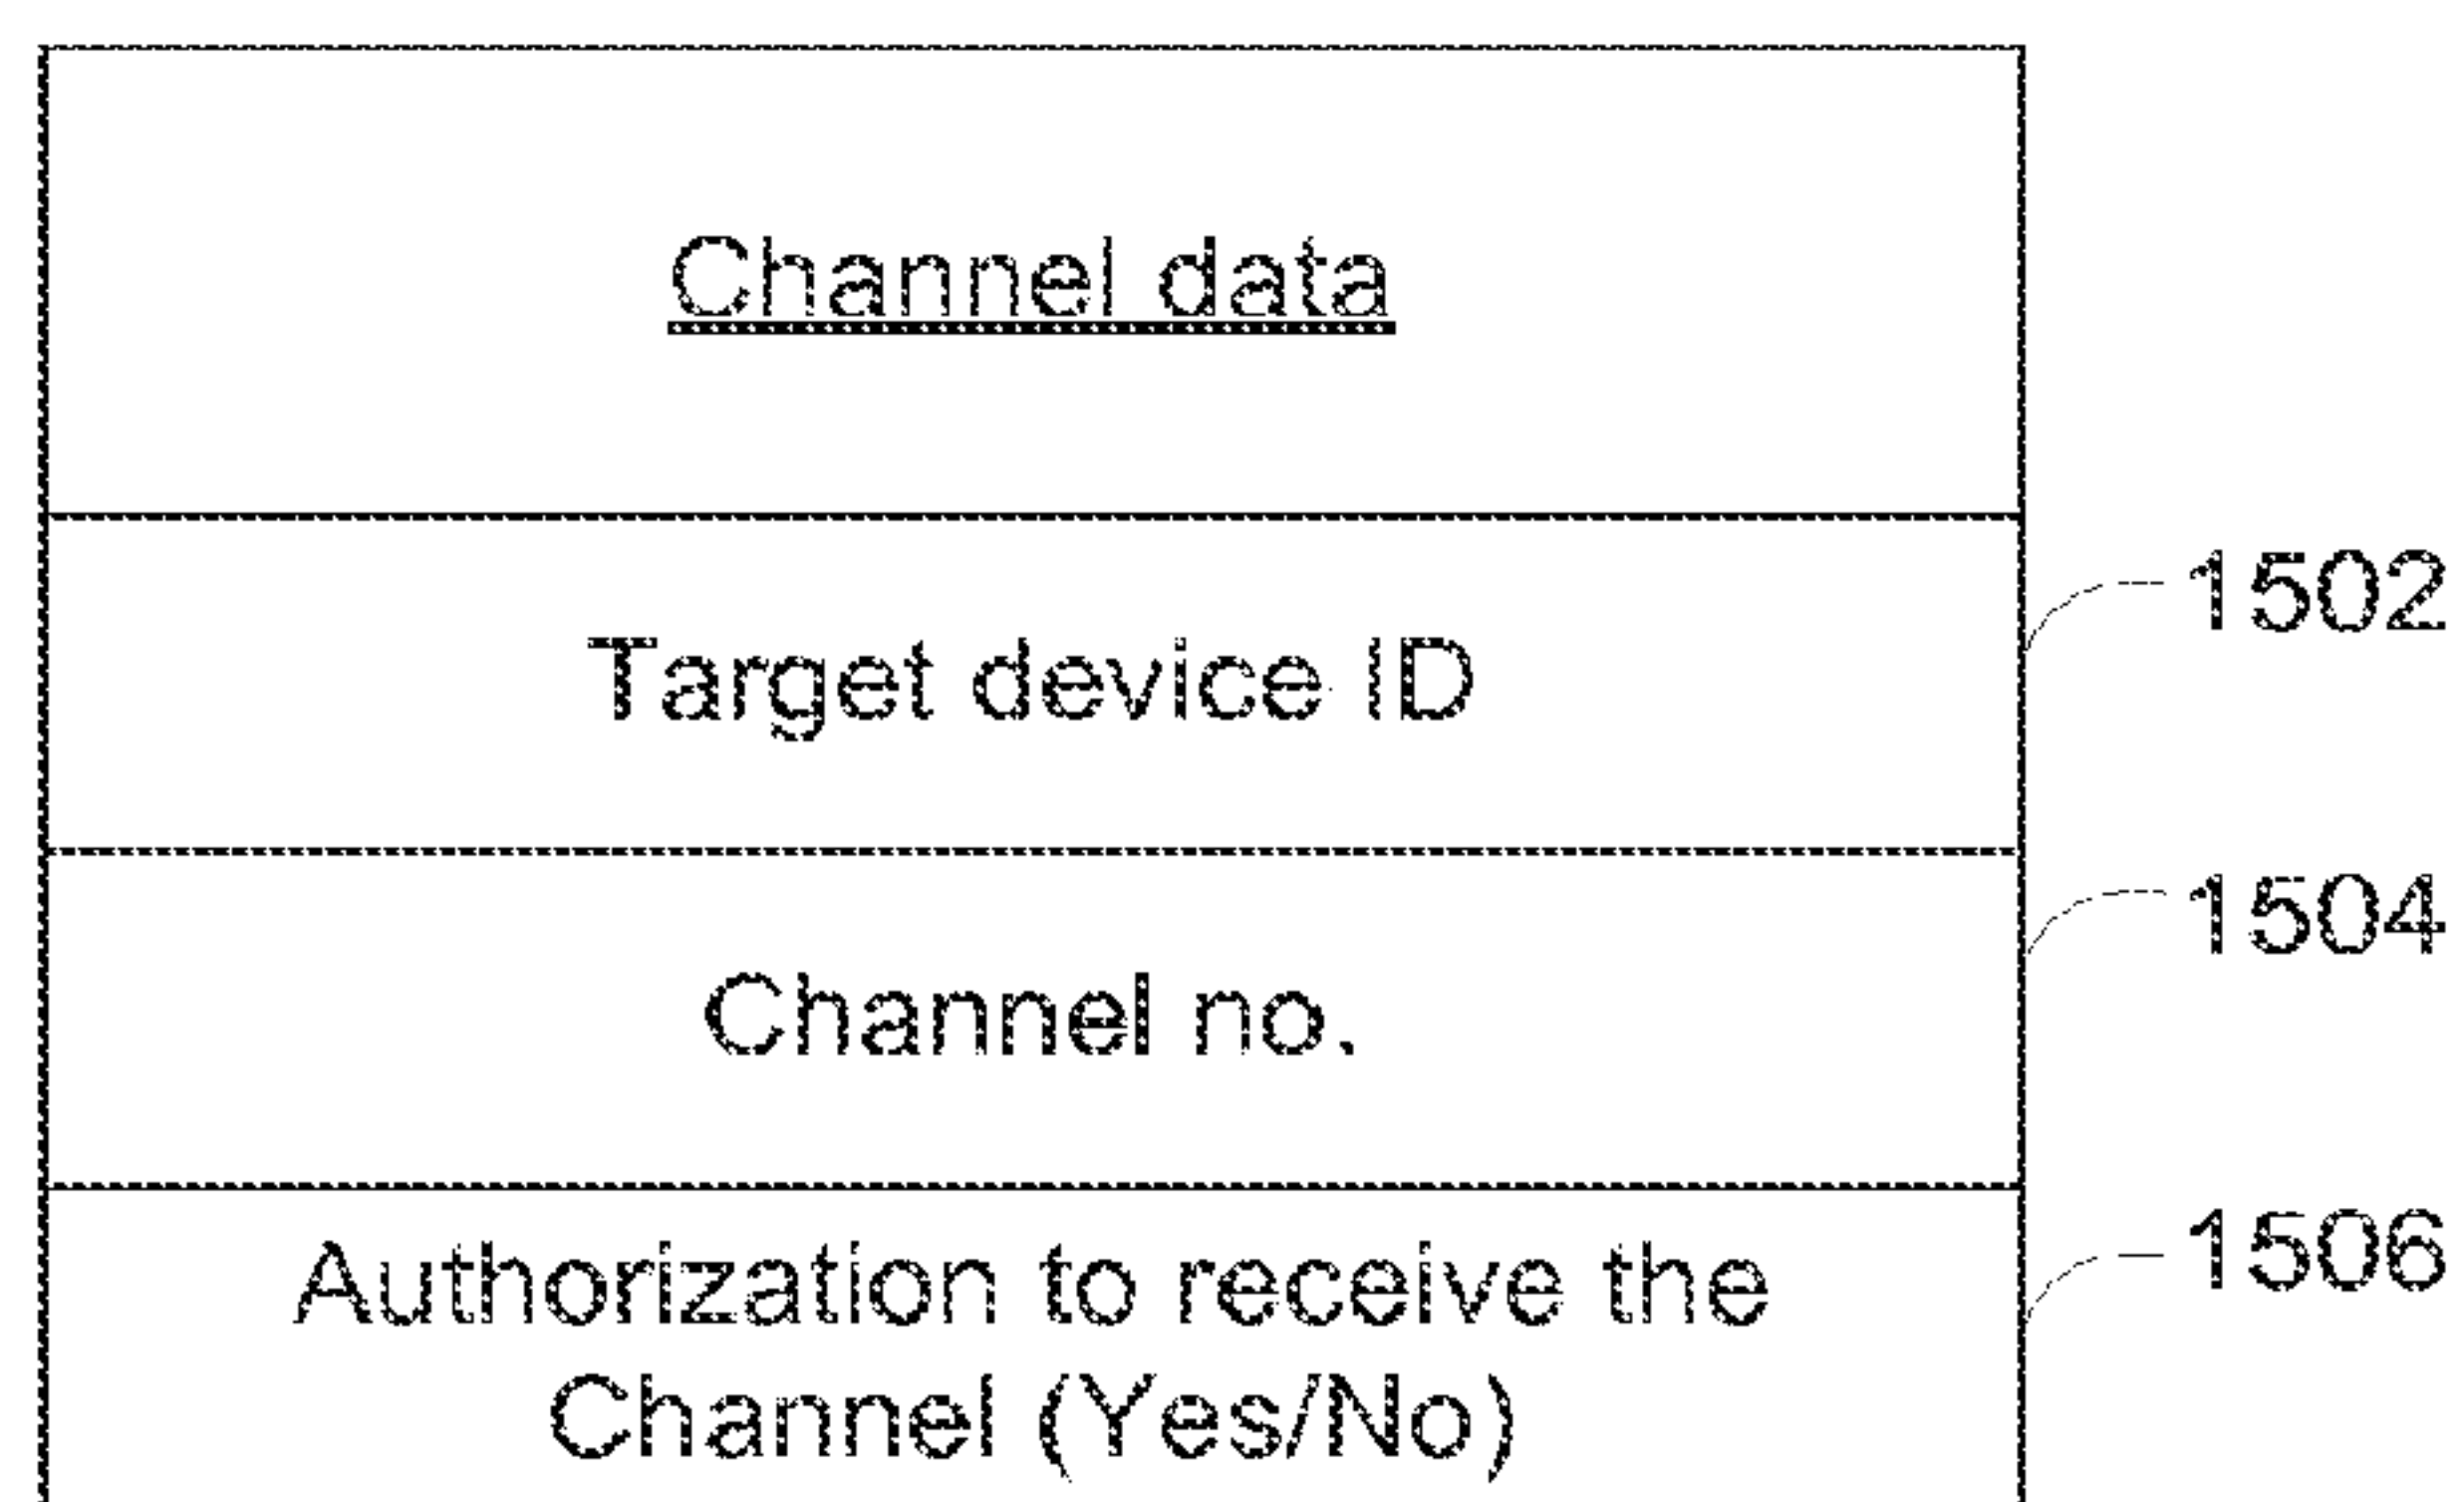 Channel data
Target device ID
1502
Channel no.
1504
Authorization to receive the
Channel (Yes/No)
1506